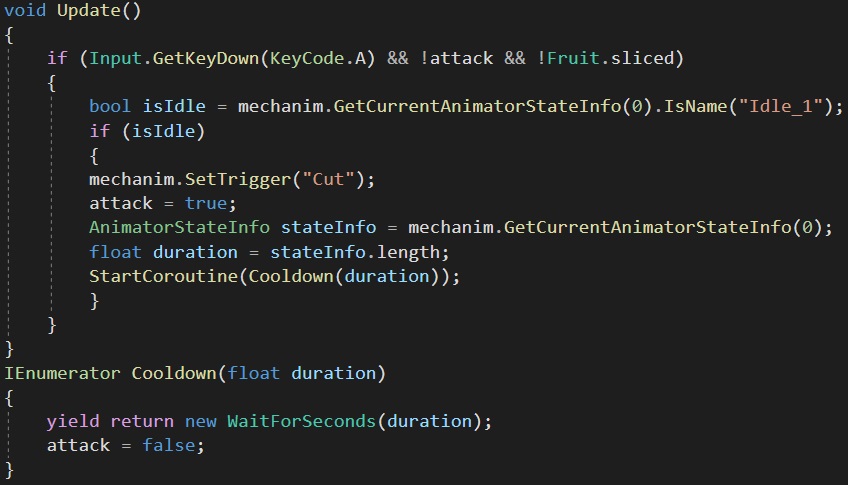 void Update()
{
    if (Input.GetKeyDown(KeyCode.A) && !attack && !Fruit.sliced)
    {
        bool isIdle = mechanim.GetCurrentAnimatorStateInfo(0).IsName("Idle_1");
        if (isIdle)
        {
        mechanim.SetTrigger("Cut");
        attack = true;
        AnimatorStateInfo stateInfo = mechanim.GetCurrentAnimatorStateInfo(0);
        float duration = stateInfo.length;
        StartCoroutine(Cooldown(duration));
        }
    }
}
IEnumerator Cooldown(float duration)
{
    yield return new WaitForSeconds(duration);
    attack = false;
}